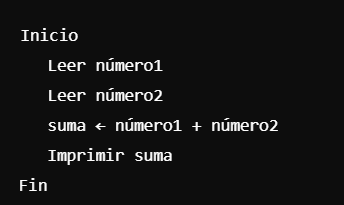 Inicio
Leer número1
Leer número2
suma ← número1 + número2
Imprimir suma
Fin